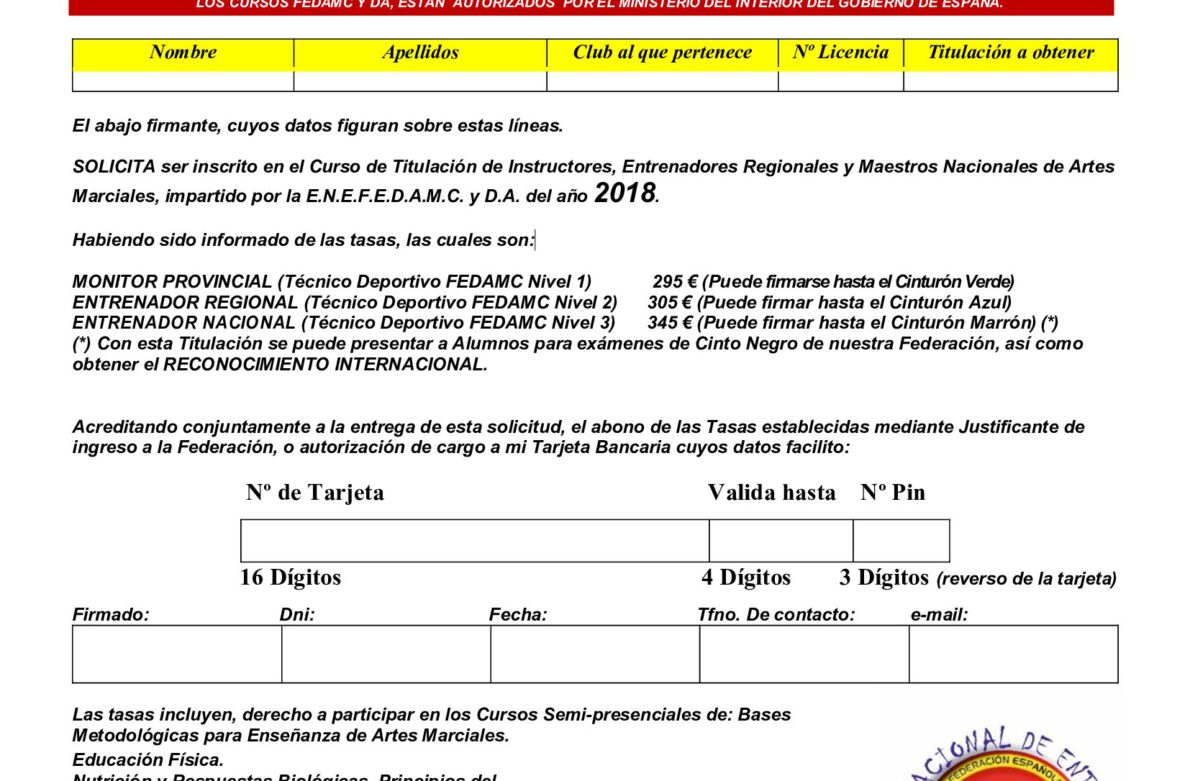 LOS CURSOS FEDAMC Y DA, ESTÁN AUTORIZADOS POR EL MINISTERIO DEL INTERIOR DEL GOBIERNO DE ESPAÑA.
Nombre Apellidos Club al que pertenece Nº Licencia Titulación a obtener
El abajo firmante, cuyos datos figuran sobre estas líneas.
SOLICITA ser inscrito en el Curso de Titulación de Instructores, Entrenadores Regionales y Maestros Nacionales de Artes
Marciales, impartido por la E.N.E.F.E.D.A.M.C. y D.A. del año 2018.
Habiendo sido informado de las tasas, las cuales son:
MONITOR PROVINCIAL (Técnico Deportivo FEDAMC Nivel 1) 295 € (Puede firmarse hasta el Cinturón Verde)
ENTRENADOR REGIONAL (Técnico Deportivo FEDAMC Nivel 2) 305 € (Puede firmar hasta el Cinturón Azul)
ENTRENADOR NACIONAL (Técnico Deportivo FEDAMC Nivel 3) 345 € (Puede firmar hasta el Cinturón Marrón) (*)
(*) Con esta Titulación se puede presentar a Alumnos para exámenes de Cinto Negro de nuestra Federación, así como
obtener el RECONOCIMIENTO INTERNACIONAL.
Acreditando conjuntamente a la entrega de esta solicitud, el abono de las Tasas establecidas mediante Justificante de
ingreso a la Federación, o autorización de cargo a mi Tarjeta Bancaria cuyos datos facilito:
Nº de Tarjeta Valida hasta Nº Pin
16 Dígitos 4 Dígitos 3 Dígitos (reverso de la tarjeta)
Firmado: Dni: Fecha: Tfno. De contacto: e-mail:
Las tasas incluyen, derecho a participar en los Cursos Semi-presenciales de: Bases
Metodológicas para Enseñanza de Artes Marciales.
Educación Física.
Nutrición y Respuestas Biológicas, Principios del
CIONAL DE ENT
FEDERACIÓN ESPAÑOL